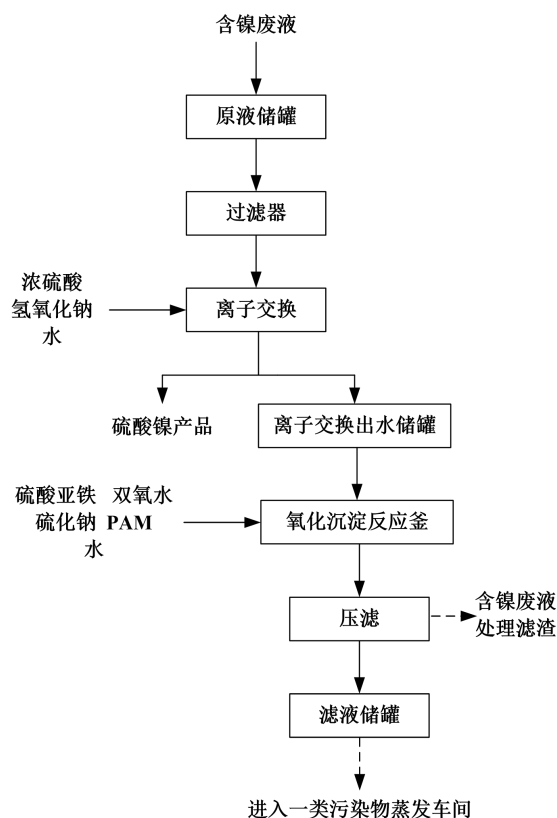 含镍废液
原液储罐
过滤器
浓硫酸
氢氧化钠
水
离子交换
硫酸镍产品
离子交换出水储罐
硫酸亚铁 双氧水
硫化钠 PAM
水
氧化沉淀反应釜
压滤
含镍废液
处理滤渣
滤液储罐
进入一类污染物蒸发车间